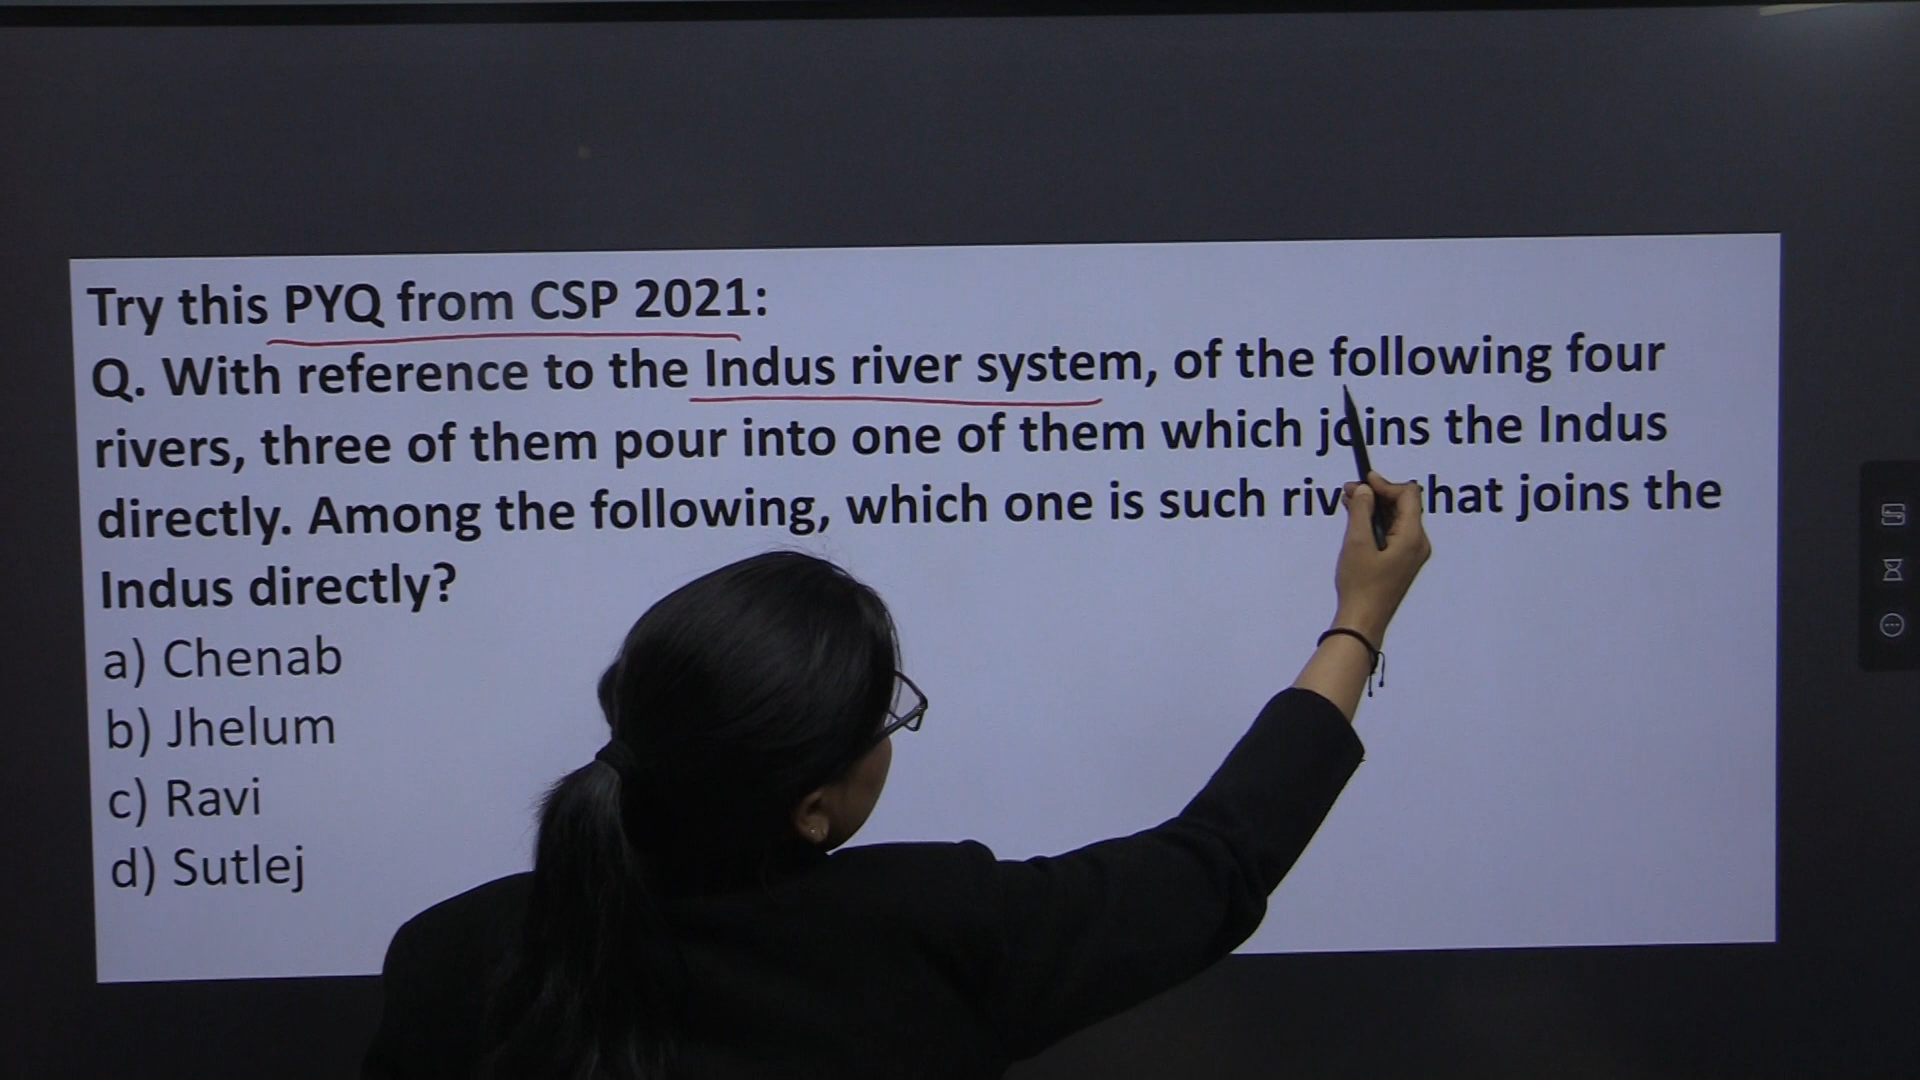 Try this PYQ from CSP 2021:
Q. With reference to the Indus river system, of the following four
rivers, three of them pour into one of them which joins the Indus
directly. Among the following, which one is such that joins the
Indus directly?
a) Chenab
b) Jhelum
c) Ravi
d) Sutlej